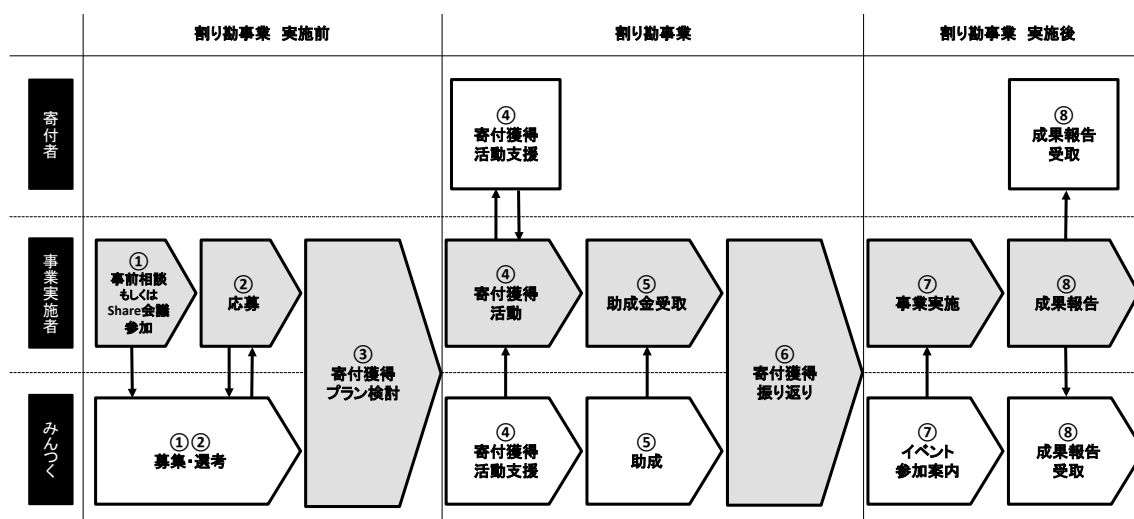 割り勘事業 実施前
割り勘事業
割り勘事業 実施後
寄付者
④
寄付獲得
活動支援
⑧
成果報告
受取
事業実施者
①
事前相談
もしくは
Share会議
参加
②
応募
③
寄付獲得
プラン検討
④
寄付獲得
活動
⑤
助成金受取
⑥
寄付獲得
振り返り
⑦
事業実施
⑧
成果報告
みんつく
①②
募集・選考
④
寄付獲得
活動支援
⑤
助成
⑦
イベント
参加案内
⑧
成果報告
受取